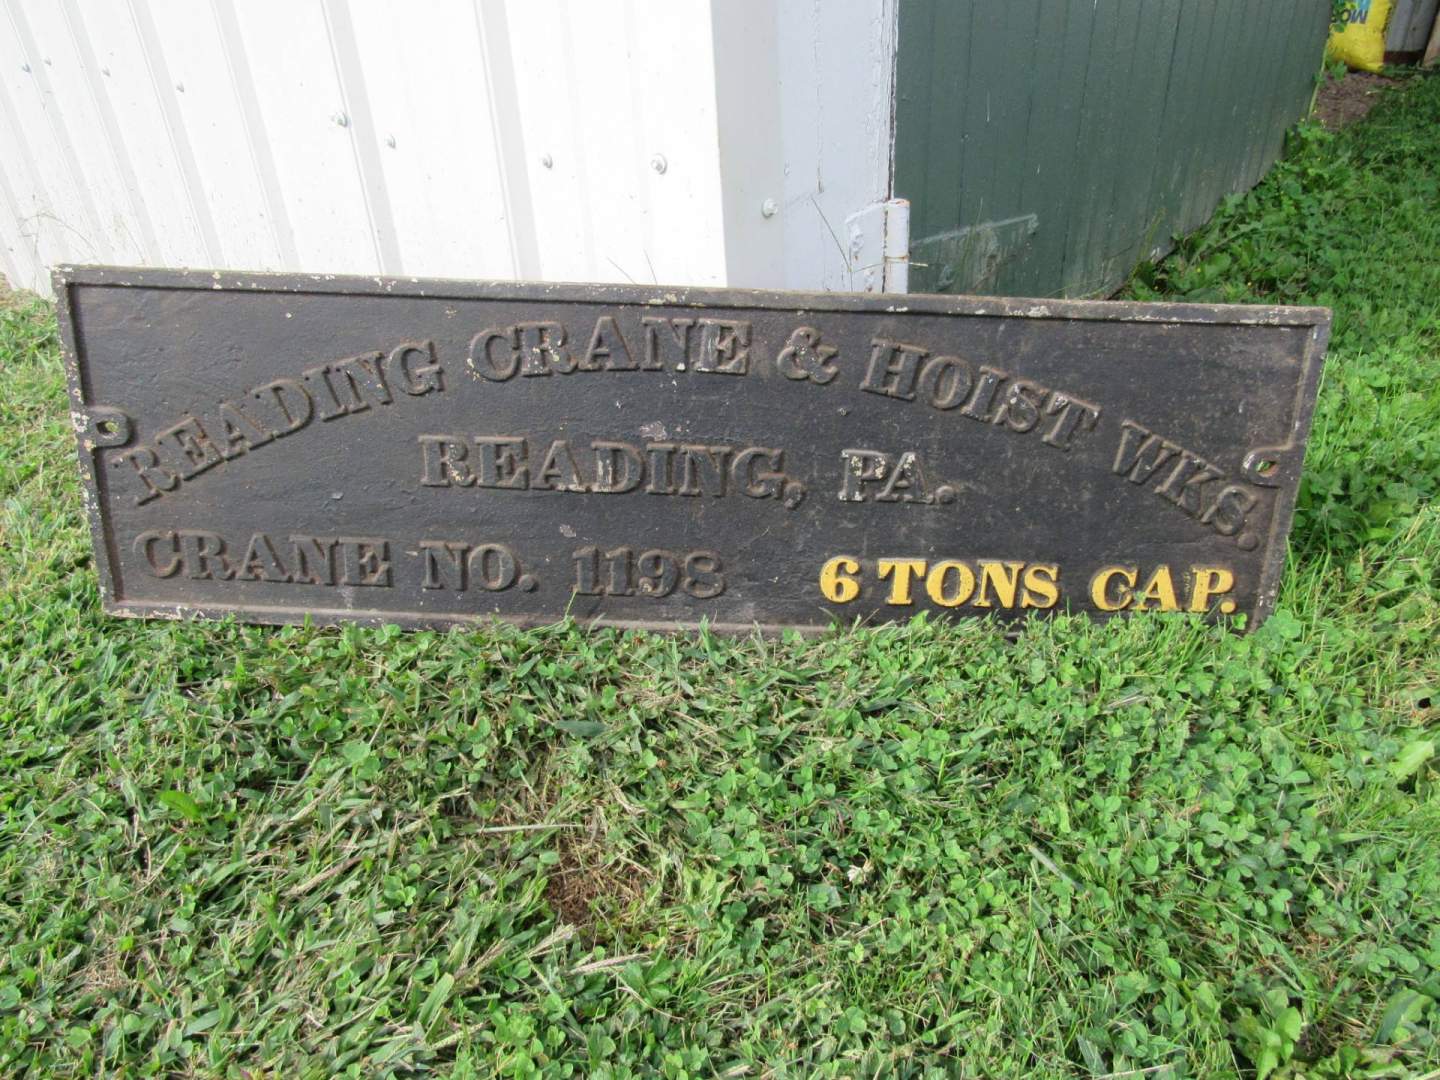 READING CRANE & HOIST WKS.
READING, PA.
CRANE NO. 1198 6 TONS CAP.